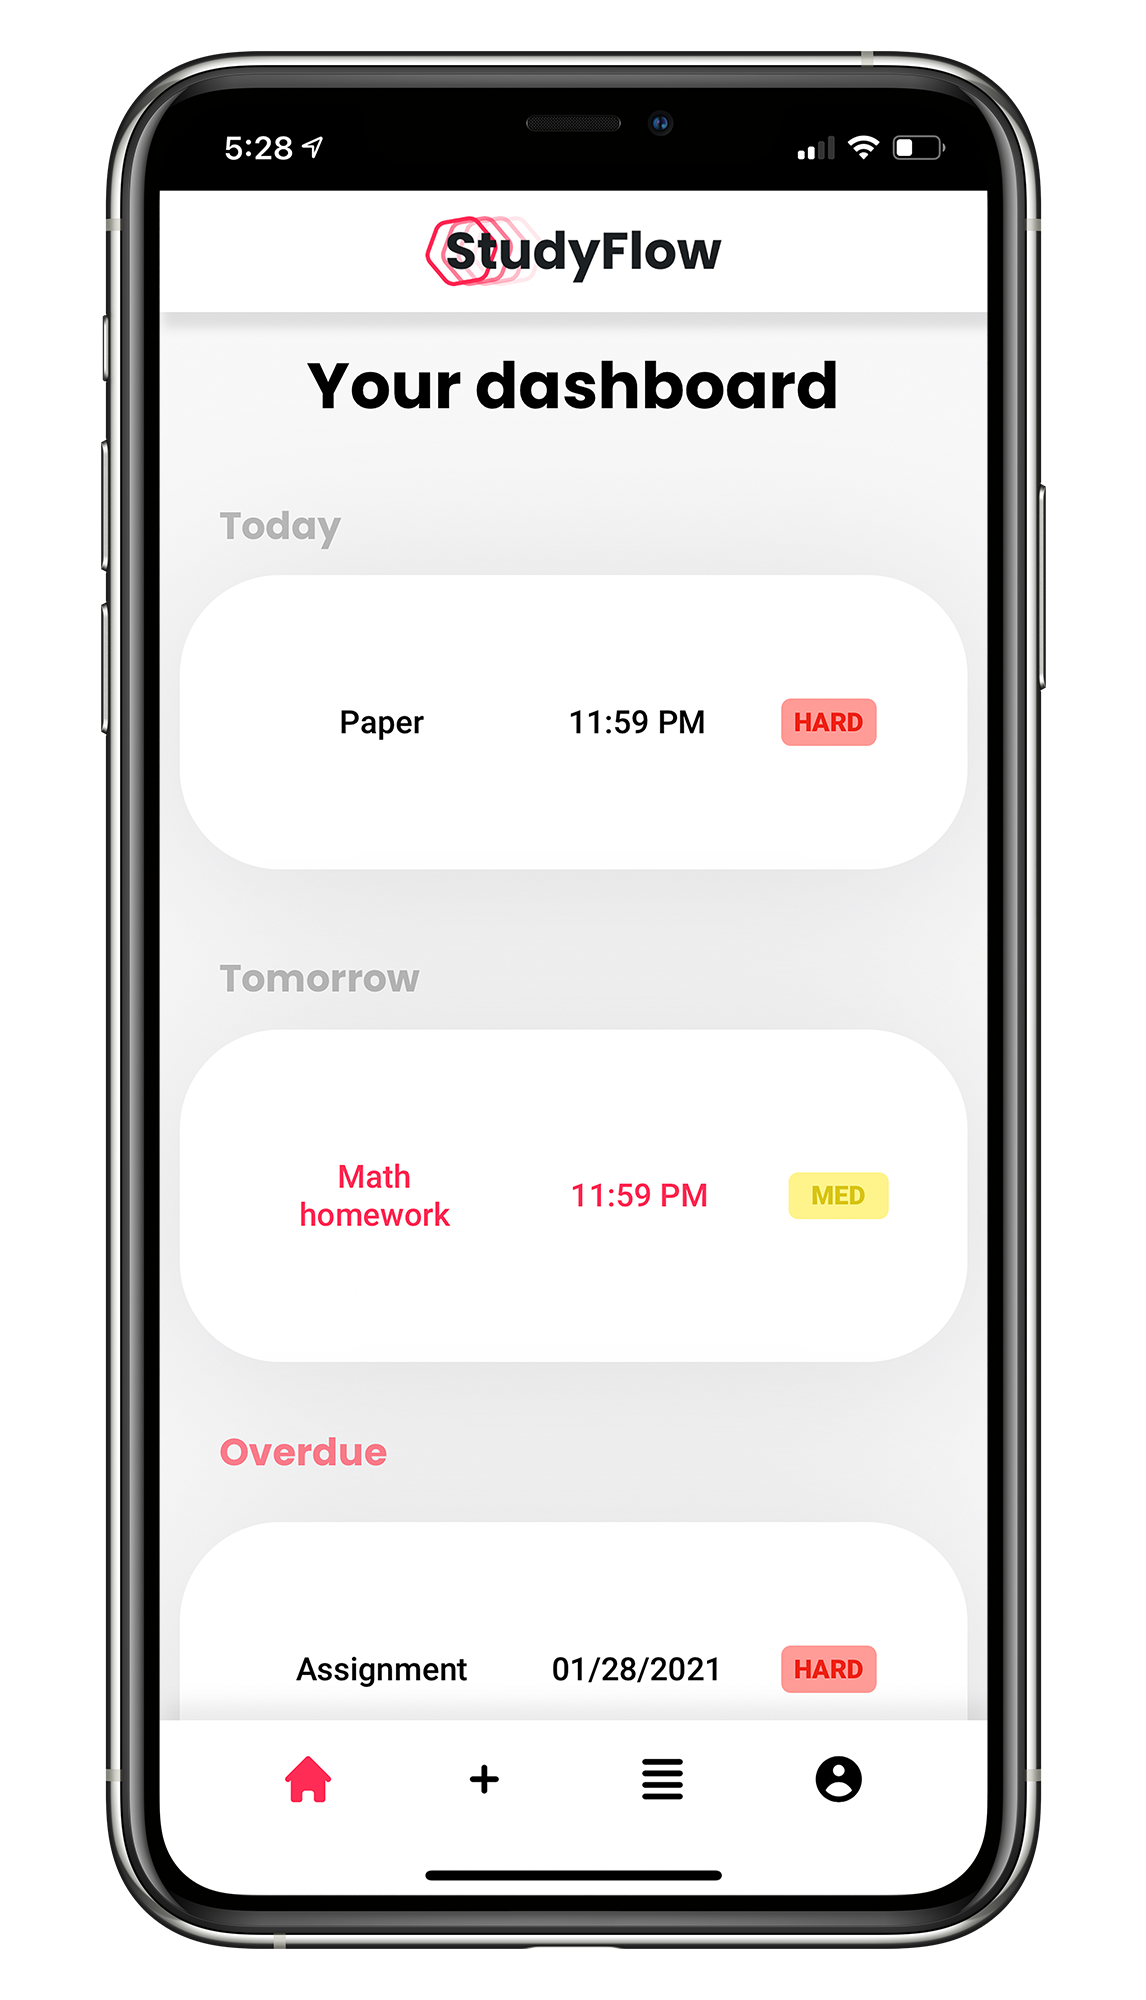 5:28
StudyFlow
Your dashboard
Today
Paper 11:59 PM HARD
Tomorrow
Math
homework 11:59 PM MED
Overdue
Assignment 01/28/2021 HARD